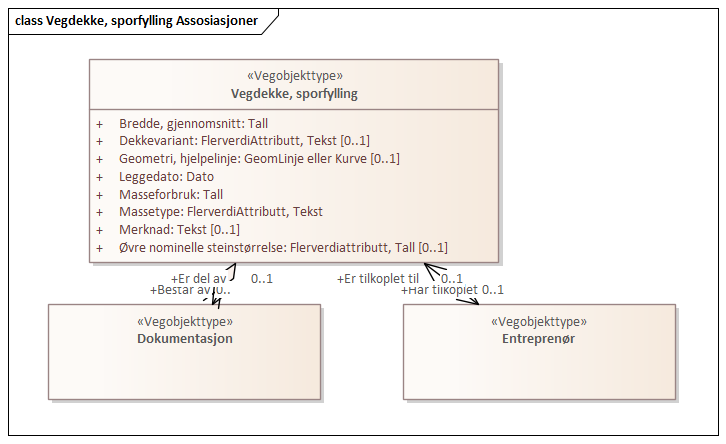 class Vegdekke, sporfylling Assosiasjoner
«Vegobjekttype»
Vegdekke, sporfylling
+ Bredde, gjennomsnitt: Tall
+ Dekkevariant: FlerverdiAttributt, Tekst [0..1]
+ Geometri, hjelpelinje: GeomLinje eller Kurve [0..1]
+ Leggedato: Dato
+ Masseforbruk: Tall
+ Massetype: FlerverdiAttributt, Tekst
+ Merknad: Tekst [0..1]
+ Øvre nominelle steinstørrelse: Flerverdiattributt, Tall [0..1]
+Er del av 0..1 +Er tilkoplet til 0..1
+Består av 0.. +Har tilkoplet 0..1
«Vegobjekttype»
Dokumentasjon
«Vegobjekttype»
Entreprenør